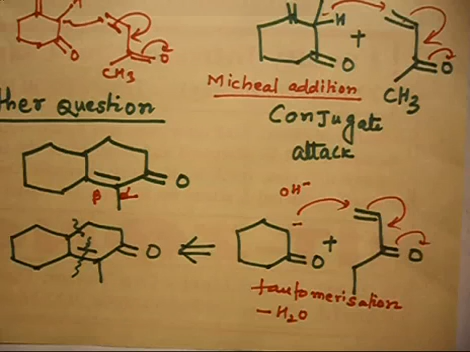 H
O
CH3
O
H
+
O
O
CH3
Micheal addition
Conjugate
attack
ther Question
O
β
α
OH-
O
-
+
O
O
tautomerisation
- H2O